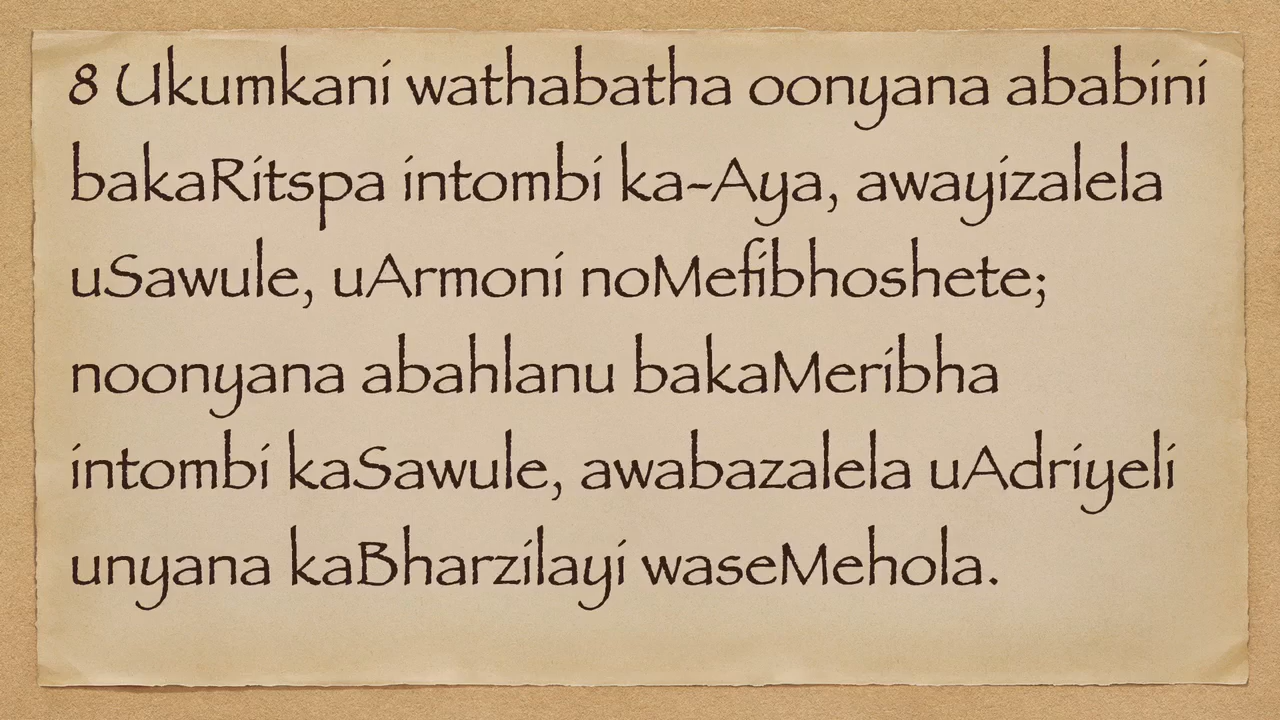 8 Ukumkani wathabatha oonyana ababini
bakaRitspa intombi ka-Aya, awayizalela
uSawule, uArmoni noMefibhoshete;
noonyana abahlanu bakaMeribha
intombi kaSawule, awabazalela uAdriyeli
unyana kaBharzilayi waseMehola.